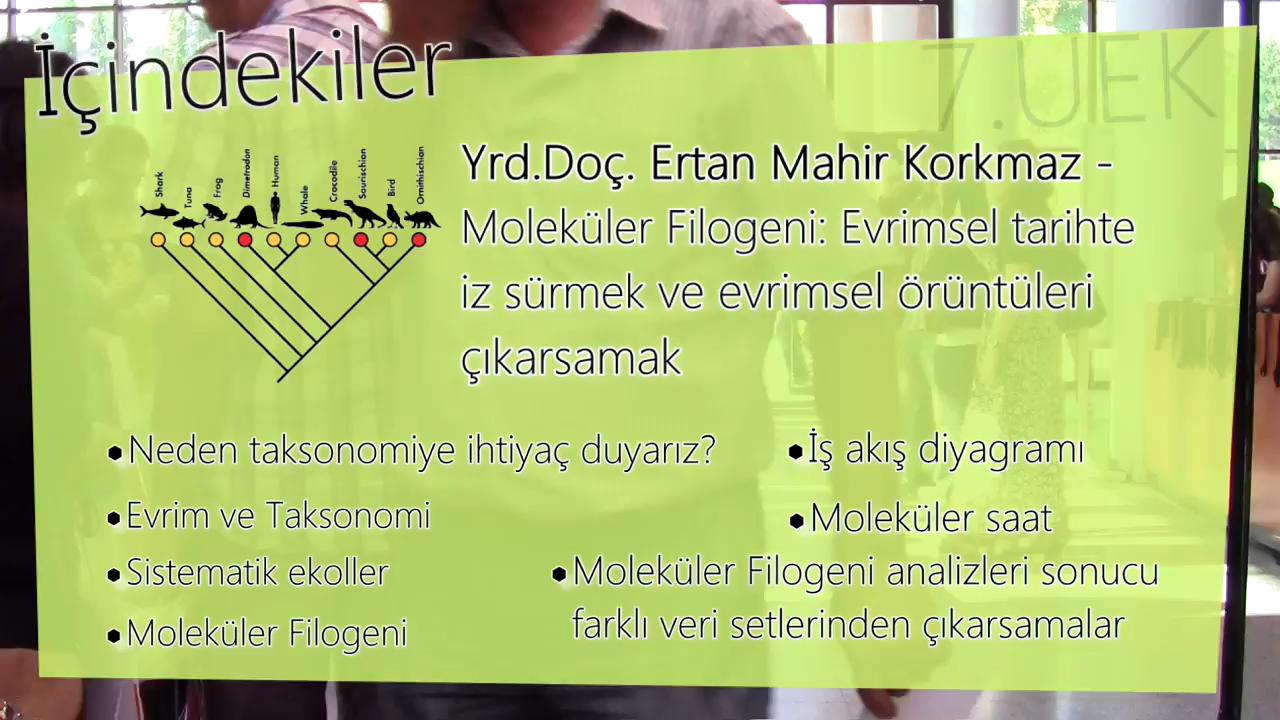 İçindekiler
7.UEK
Shark
Tuna
Frog
Dimetrodon
Human
Whale
Crocodile
Saurischian
Bird
Ornithischian
Yrd.Doç. Ertan Mahir Korkmaz -
Moleküler Filogeni: Evrimsel tarihte
iz sürmek ve evrimsel örüntüleri
çıkarsamak
•Neden taksonomiye ihtiyaç duyarız?
•Evrim ve Taksonomi
•Sistematik ekoller
•Moleküler Filogeni
•İş akış diyagramı
•Moleküler saat
•Moleküler Filogeni analizleri sonucu
farklı veri setlerinden çıkarsamalar